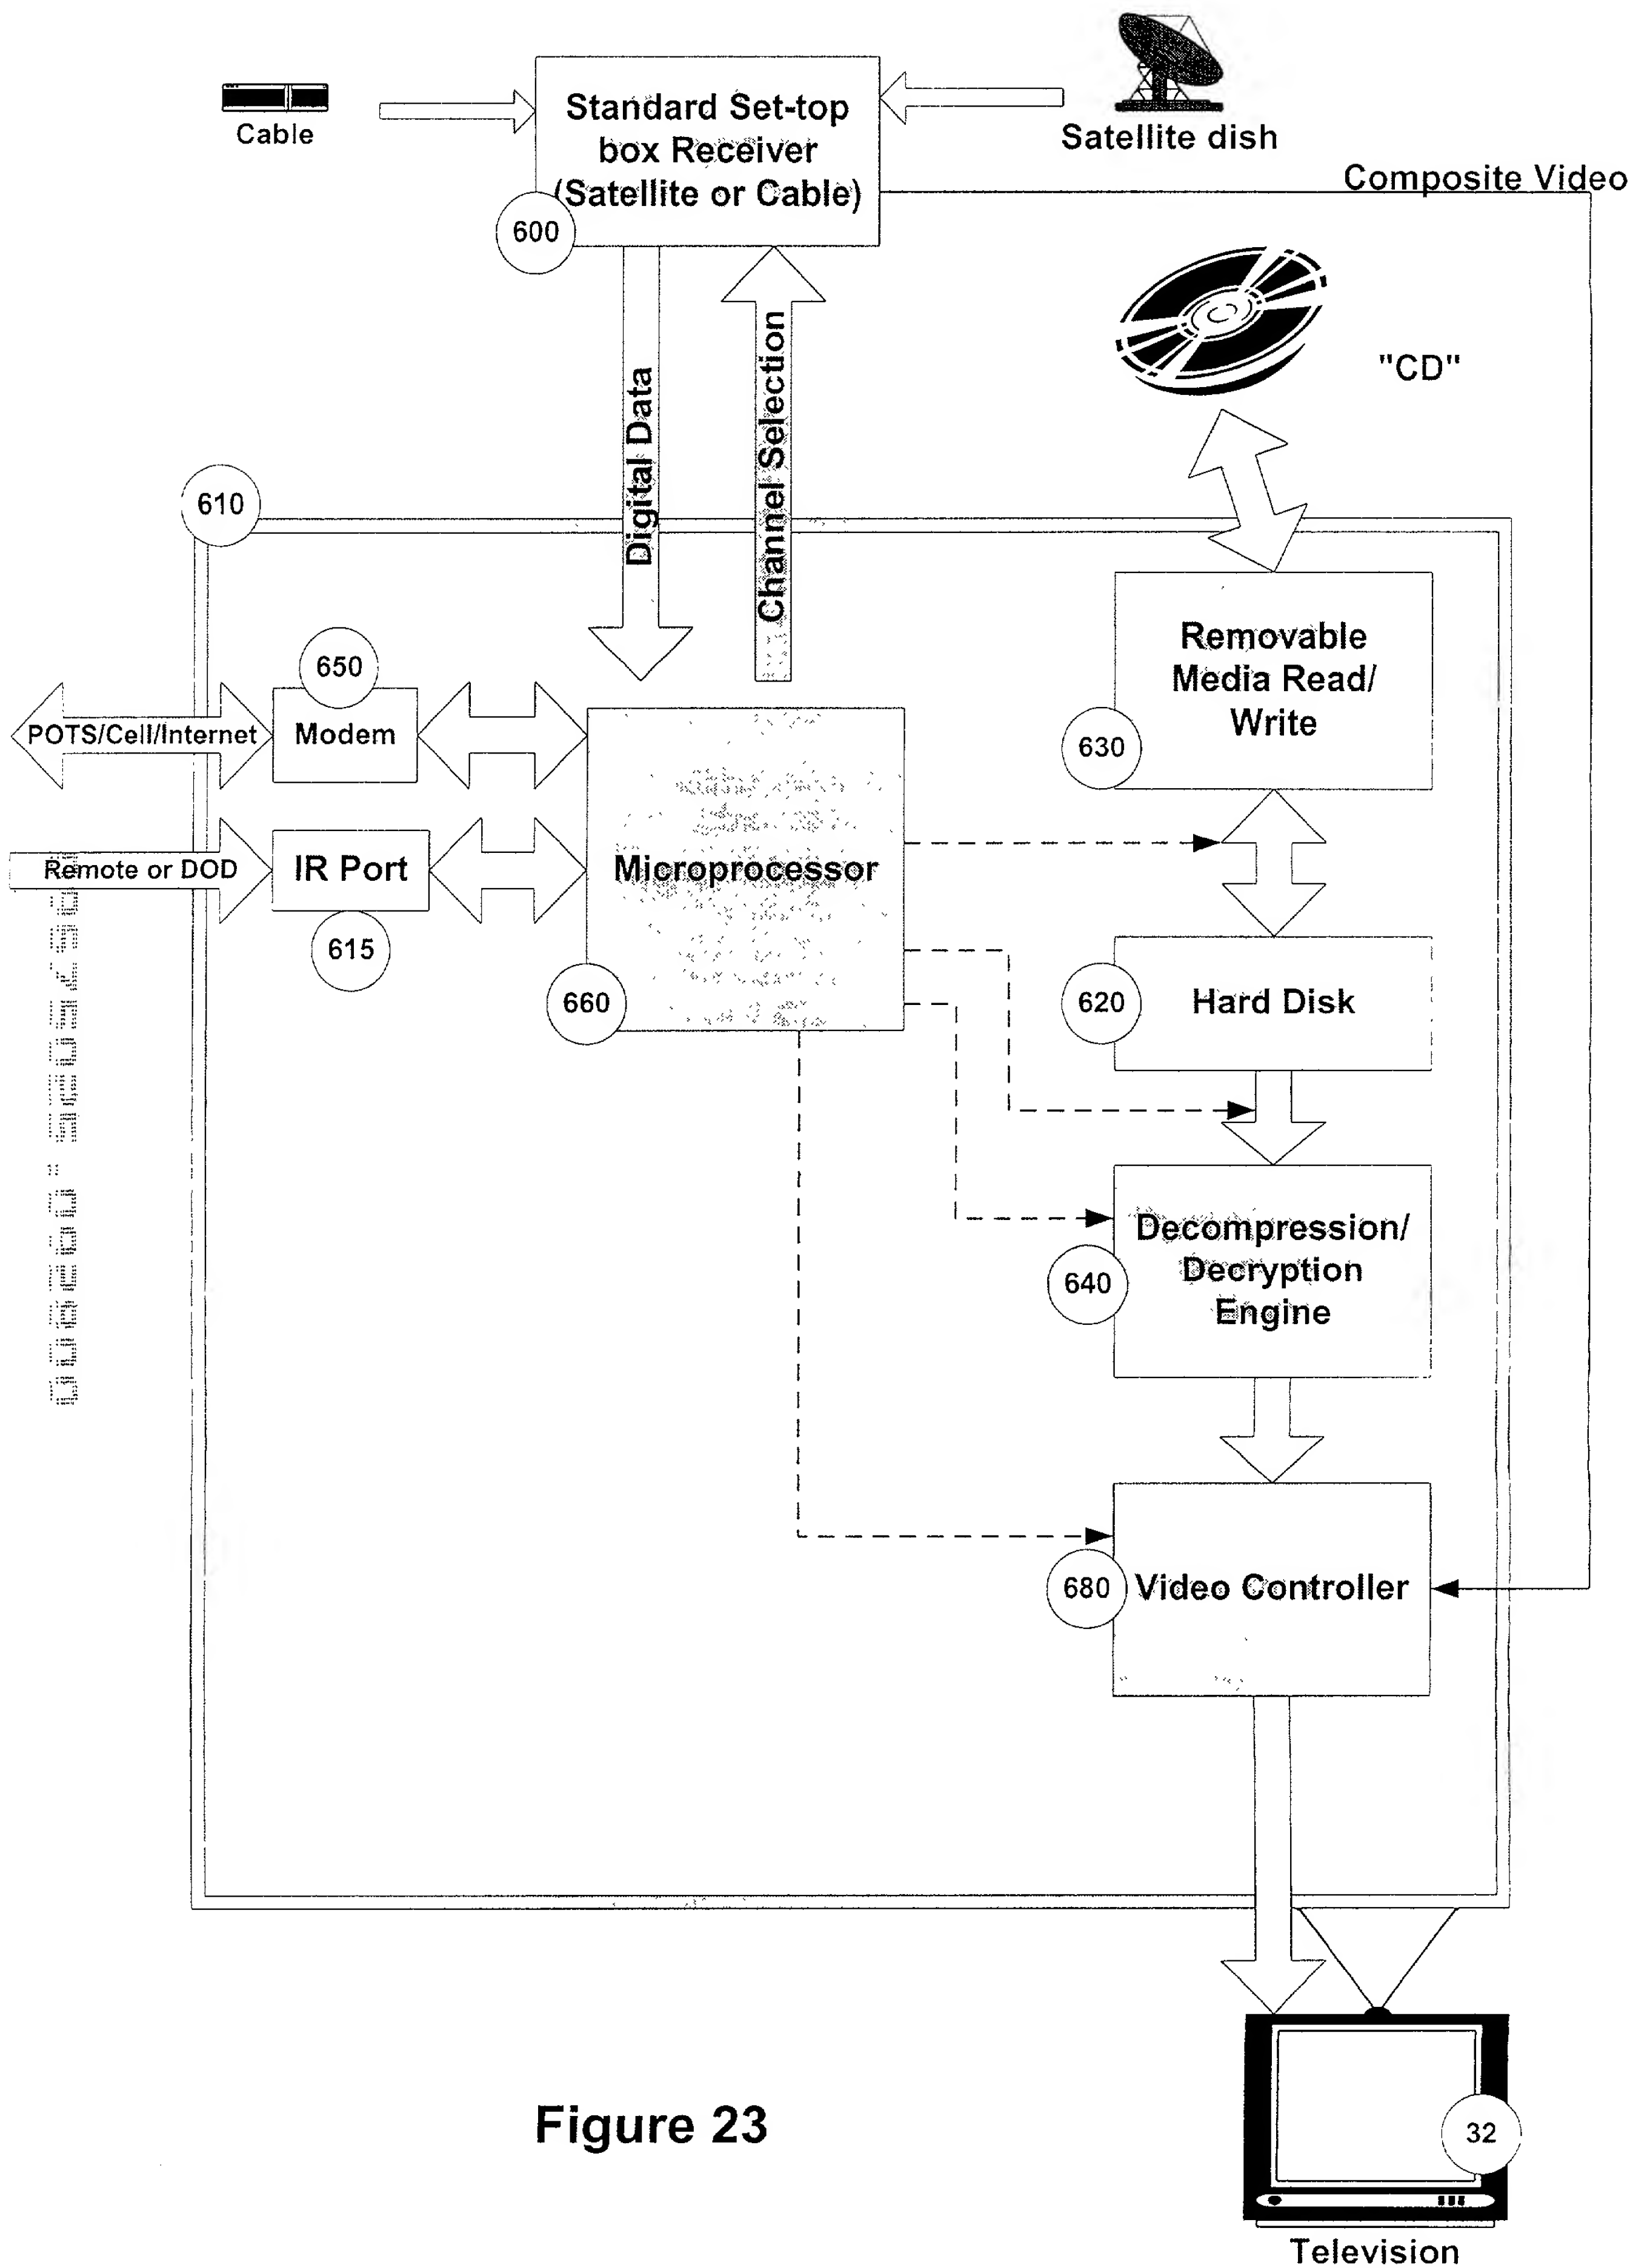 Cable
Standard Set-top
box Receiver
(Satellite or Cable)
600
Satellite dish
Composite Video
"CD"
Digital Data
Channel Selection
610
650
POTS/Cell/Internet
Modem
Removable
Media Read/
Write
630
Remote or DOD
IR Port
615
Microprocessor
660
620
Hard Disk
Decompression/
Decryption
Engine
640
680
Video Controller
Figure 23
32
Television